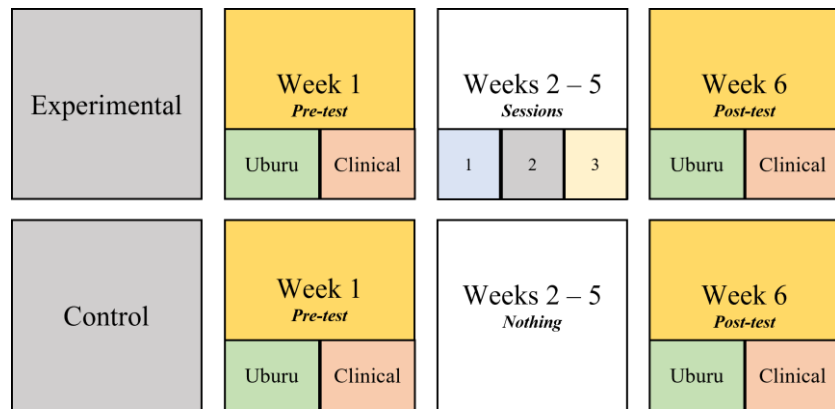 Experimental
Week 1
Pre-test
Uburu
Clinical
Weeks 2 – 5
Sessions
1
2
3
Week 6
Post-test
Uburu
Clinical
Control
Week 1
Pre-test
Uburu
Clinical
Weeks 2 – 5
Nothing
Week 6
Post-test
Uburu
Clinical